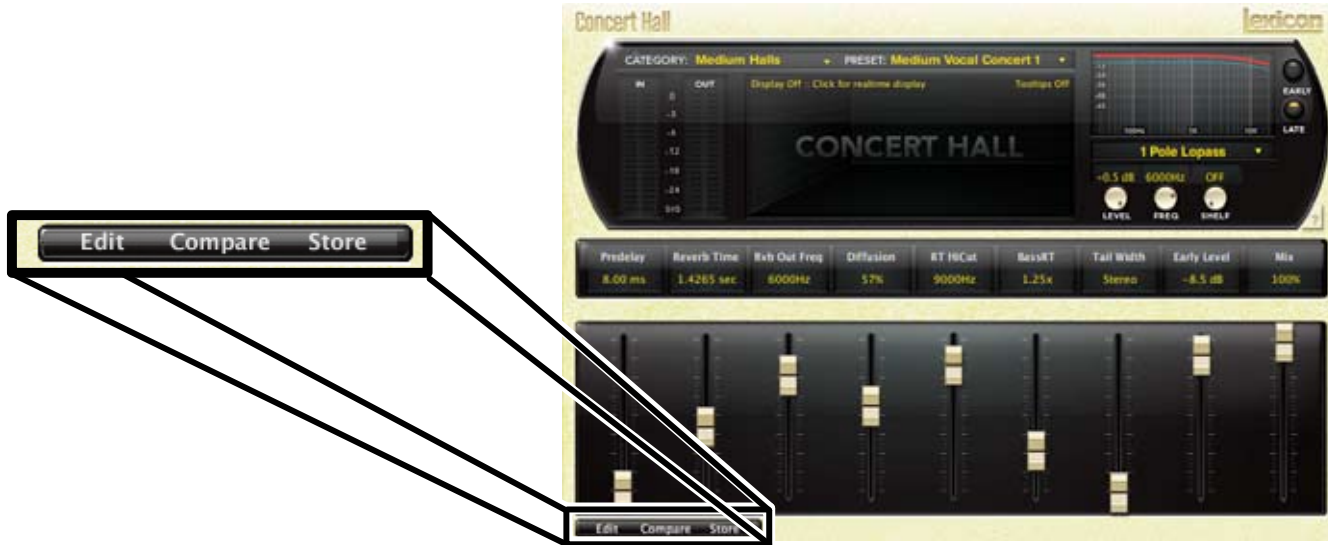 Concert Hall
lexicon
CATEGORY: Medium Halls PRESET: Medium Vocal Concert 1
IN OUT
Display Off : Click for realtime display Tooltips Off
0
-3
-6
-12
-18
-24
CONCERT HALL
EARLY
LATE
100Hz 1K 10K
1 Pole Lopass
-0.5 dB 6000Hz OFF
LEVEL FREQ SHELF
?
Edit Compare Store
Predelay Reverb Time Rvb Out Freq Diffusion RT HiCut BassRT Tail Width Early Level Mix
8.00 ms 1.4265 sec 6000Hz 57% 9000Hz 1.25x Stereo -8.5 dB 100%
Edit Compare Store